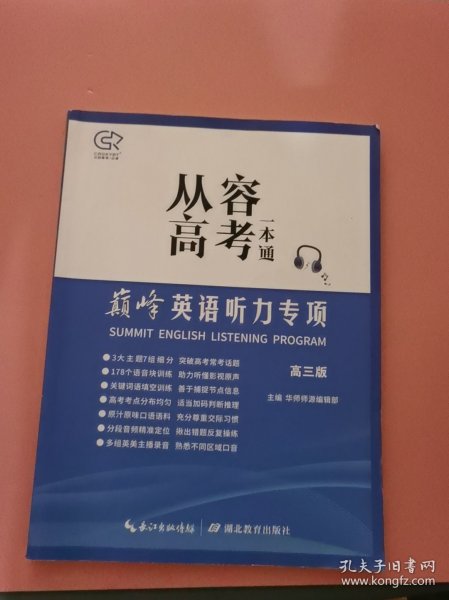 从容
高考
一本通
巅峰 英语听力专项
SUMMIT ENGLISH LISTENING PROGRAM
●3大主题7组细分 突破高考常考话题
●178个语音块训练 助力听懂影视原声
●关键词语填空训练 善于捕捉节点信息
●高考考点分布均匀 适当加码判断推理
●原汁原味口语语料 充分尊重交际习惯
●分段音频精准定位 揪出错题反复操练
●多组英美主播录音 熟悉不同区域口音
高三版
主编 华师师源编辑部
长江出版传媒 湖北教育出版社
孔夫子旧书网
www.kongfz.com